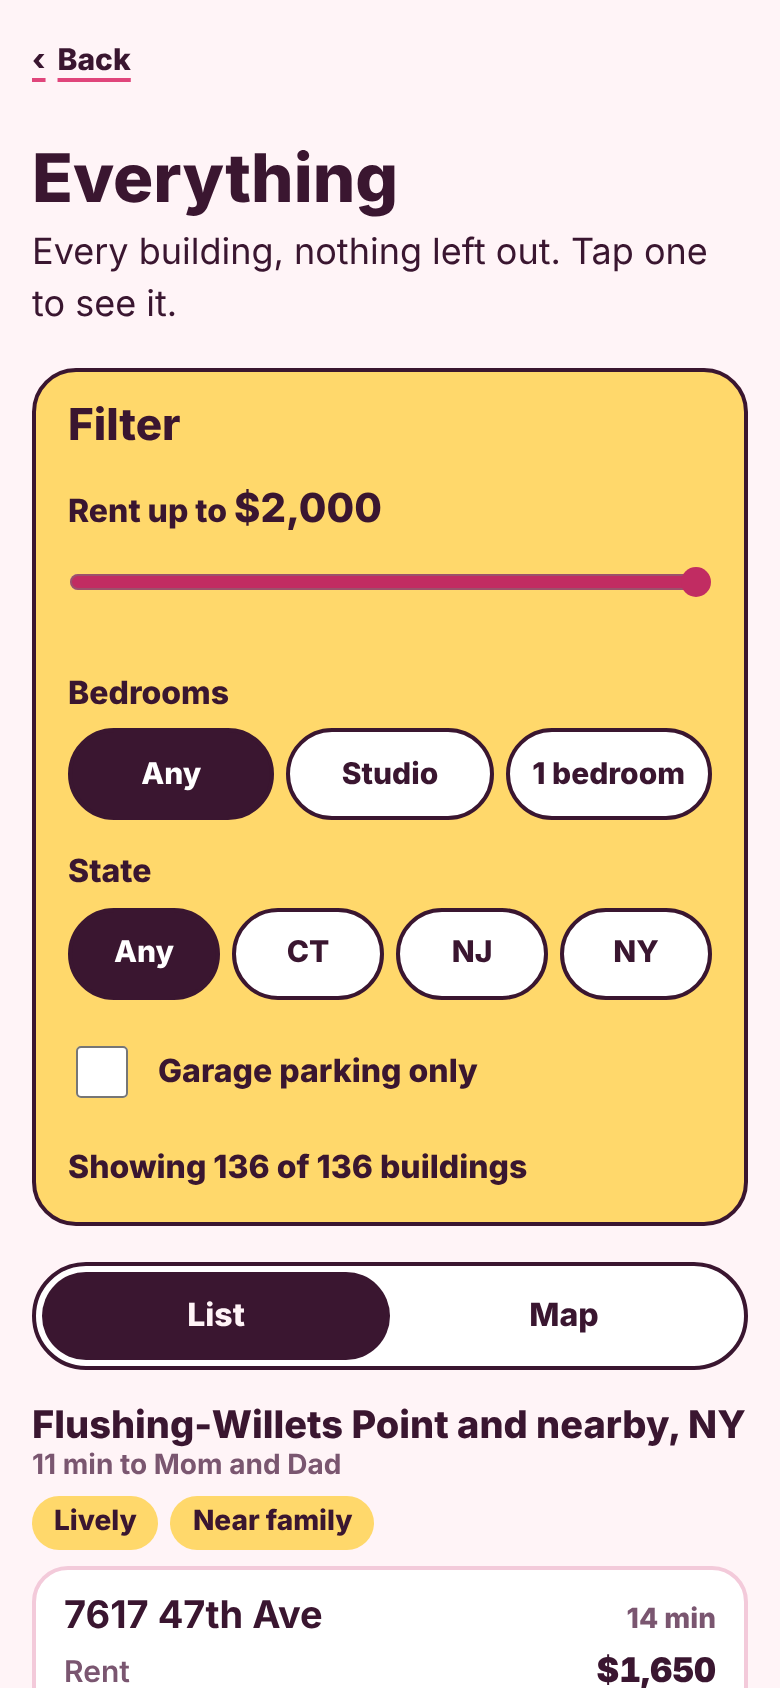 ‹ Back
Everything
Every building, nothing left out. Tap one
to see it.
Filter
Rent up to $2,000
Bedrooms
Any
Studio
1 bedroom
State
Any
CT
NJ
NY
Garage parking only
Showing 136 of 136 buildings
List
Map
Flushing-Willets Point and nearby, NY
11 min to Mom and Dad
Lively
Near family
7617 47th Ave
14 min
Rent
$1,650